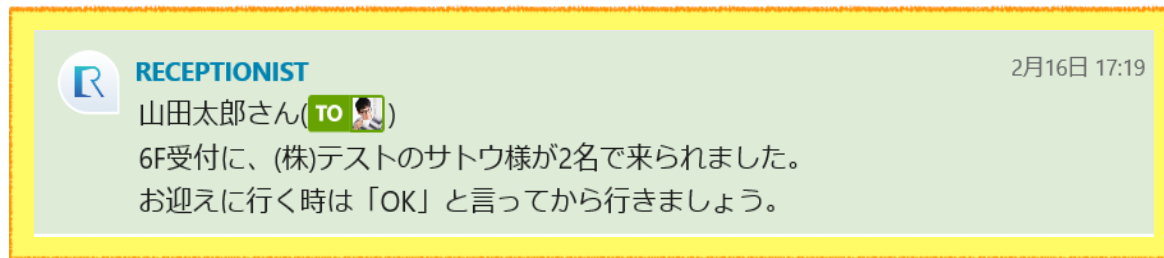 RECEPTIONIST 2月16日 17:19
山田太郎さん(TO)
6F受付に、(株)テストのサトウ様が2名で来られました。
お迎えに行く時は「OK」と言ってから行きましょう。